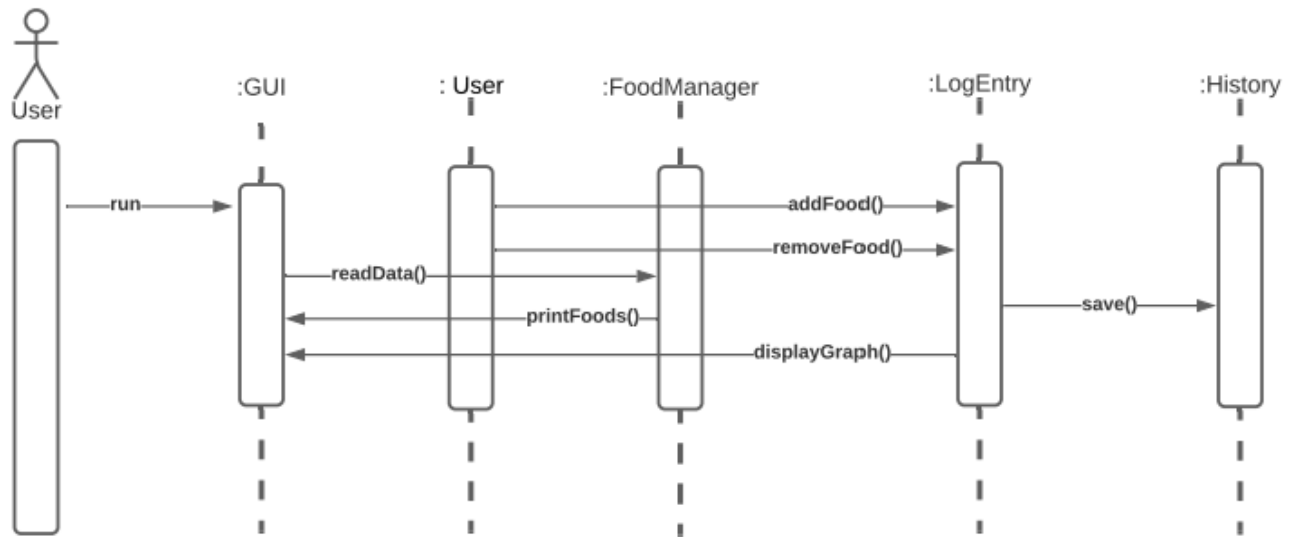 User
:GUI
: User
:FoodManager
:LogEntry
:History
run
addFood()
removeFood()
readData()
save()
printFoods()
displayGraph()